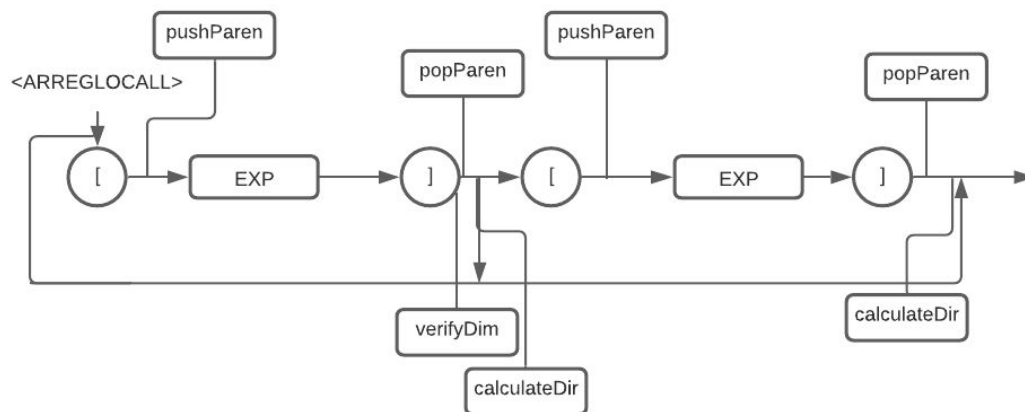 pushParen
pushParen
popParen
popParen
<ARREGLOCALL>
[
EXP
]
[
EXP
]
verifyDim
calculateDir
calculateDir